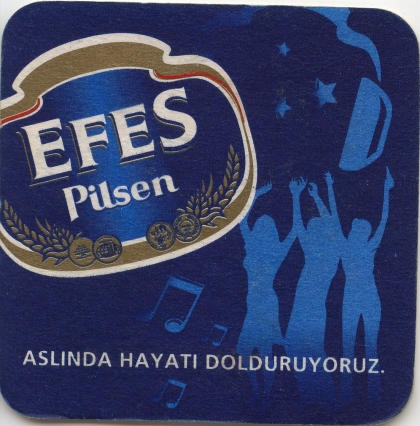 EFES
Pilsen
ASLINDA HAYATI DOLDURUYORUZ.